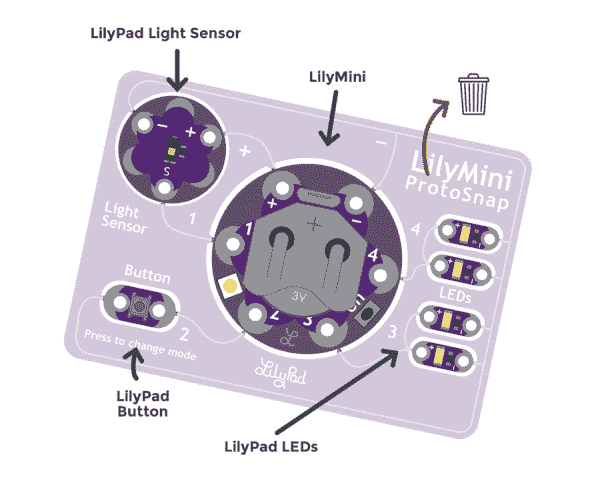 LilyPad Light Sensor
LilyMini
LilyMini
ProtoSnap
- +
S
+
-
1
Light
Sensor
+ -
+
1
4
4
3V
2 3
LEDs
Button
2
3
Press to change mode
LilyPad
LilyPad
Button
LilyPad LEDs